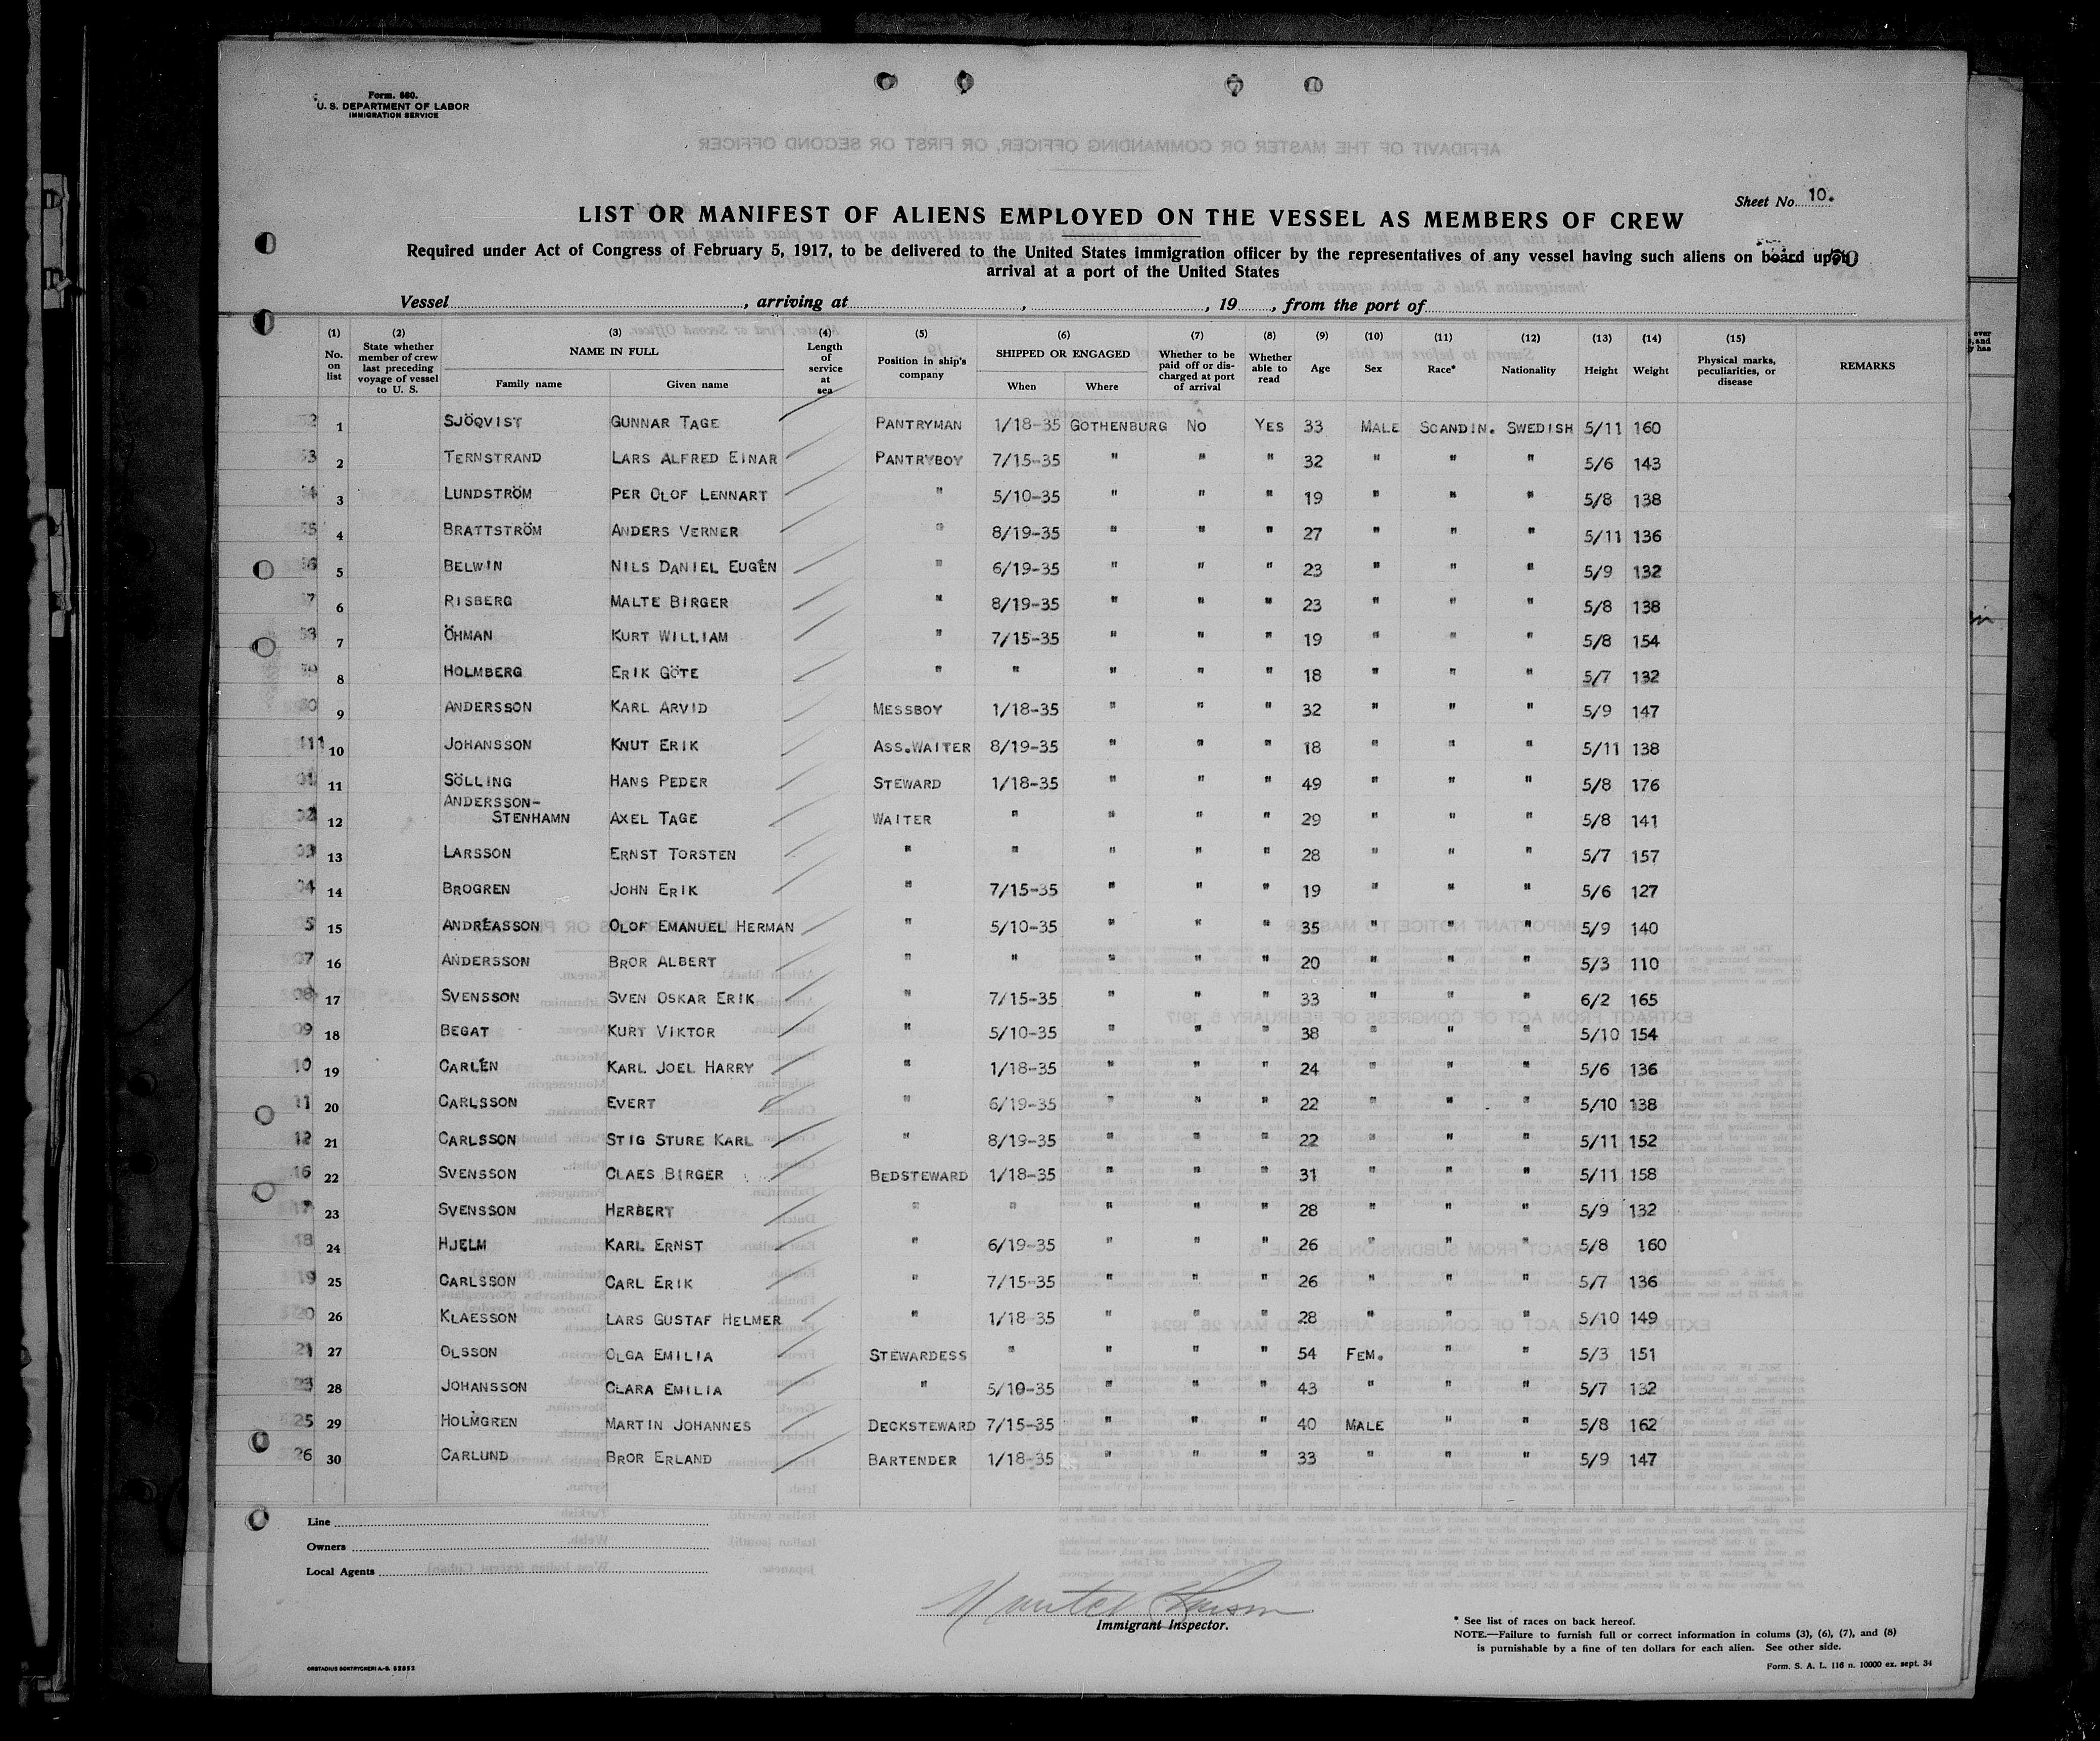 Form. 680.
U. S. DEPARTMENT OF LABOR
IMMIGRATION SERVICE
Sheet No. 10.
LIST OR MANIFEST OF ALIENS EMPLOYED ON THE VESSEL AS MEMBERS OF CREW
Required under Act of Congress of February 5, 1917, to be delivered to the United States immigration officer by the representatives of any vessel having such aliens on board upon
arrival at a port of the United States
Vessel , arriving at , , 19 , from the port of
(1) No. on list (2) State whether member of crew last preceding voyage of vessel to U. S. (3) NAME IN FULL Family name Given name (4) Length of service at sea (5) Position in ship's company (6) SHIPPED OR ENGAGED When Where (7) Whether to be paid off or discharged at port of arrival (8) Whether able to read (9) Age (10) Sex (11) Race* (12) Nationality (13) Height (14) Weight (15) Physical marks, peculiarities, or disease REMARKS
1 SJÖQVIST GUNNAR TAGE PANTRYMAN 1/18-35 GOTHENBURG NO YES 33 MALE SCANDIN. SWEDISH 5/11 160
2 TERNSTRAND LARS ALFRED EINAR PANTRYBOY 7/15-35 " " " 32 " " " 5/6 143
3 LUNDSTRÖM PER OLOF LENNART " 5/10-35 " " " 19 " " " 5/8 138
4 BRATTSTRÖM ANDERS VERNER " 8/19-35 " " " 27 " " " 5/11 136
5 BELWIN NILS DANIEL EUGÉN " 6/19-35 " " " 23 " " " 5/9 132
6 RISBERG MALTE BIRGER " 8/19-35 " " " 23 " " " 5/8 138
7 ÖHMAN KURT WILLIAM " 7/15-35 " " " 19 " " " 5/8 154
8 HOLMBERG ERIK GÖTE " " " " " 18 " " " 5/7 132
9 ANDERSSON KARL ARVID MESSBOY 1/18-35 " " " 32 " " " 5/9 147
10 JOHANSSON KNUT ERIK ASS.WAITER 8/19-35 " " " 18 " " " 5/11 138
11 SÖLLING HANS PEDER STEWARD 1/18-35 " " " 49 " " " 5/8 176
12 ANDERSSON-STENHAMN AXEL TAGE WAITER " " " " 29 " " " 5/8 141
13 LARSSON ERNST TORSTEN " " " " " 28 " " " 5/7 157
14 BROGREN JOHN ERIK " 7/15-35 " " " 19 " " " 5/6 127
15 ANDRÉASSON OLOF EMANUEL HERMAN " 5/10-35 " " " 35 " " " 5/9 140
16 ANDERSSON BROR ALBERT " " " " " 20 " " " 5/3 110
17 SVENSSON SVEN OSKAR ERIK " 7/15-35 " " " 33 " " " 6/2 165
18 BEGAT KURT VIKTOR " 5/10-35 " " " 38 " " " 5/10 154
19 CARLÉN KARL JOEL HARRY " 1/18-35 " " " 24 " " " 5/6 136
20 CARLSSON EVERT " 6/19-35 " " " 22 " " " 5/10 138
21 CARLSSON STIG STURE KARL " 8/19-35 " " " 22 " " " 5/11 152
22 SVENSSON CLAES BIRGER BEDSTEWARD 1/18-35 " " " 31 " " " 5/11 158
23 SVENSSON HERBERT " " " " " 28 " " " 5/9 132
24 HJELM KARL ERNST " 6/19-35 " " " 26 " " " 5/8 160
25 CARLSSON CARL ERIK " 7/15-35 " " " 26 " " " 5/7 136
26 KLAESSON LARS GUSTAF HELMER " 1/18-35 " " " 28 " " " 5/10 149
27 OLSSON OLGA EMILIA STEWARDESS " " " " 54 FEM. " " 5/3 151
28 JOHANSSON CLARA EMILIA " 5/10-35 " " " 43 " " " 5/7 132
29 HOLMGREN MARTIN JOHANNES DECKSTEWARD 7/15-35 " " " 40 MALE " " 5/8 162
30 CARLUND BROR ERLAND BARTENDER 1/18-35 " " " 33 " " " 5/9 147
Line
Owners
Local Agents
Immigrant Inspector.
* See list of races on back hereof.
NOTE.—Failure to furnish full or correct information in colums (3), (6), (7), and (8)
is punishable by a fine of ten dollars for each alien. See other side.
Form. S. A. L. 116 n. 10000 ex. sept. 34